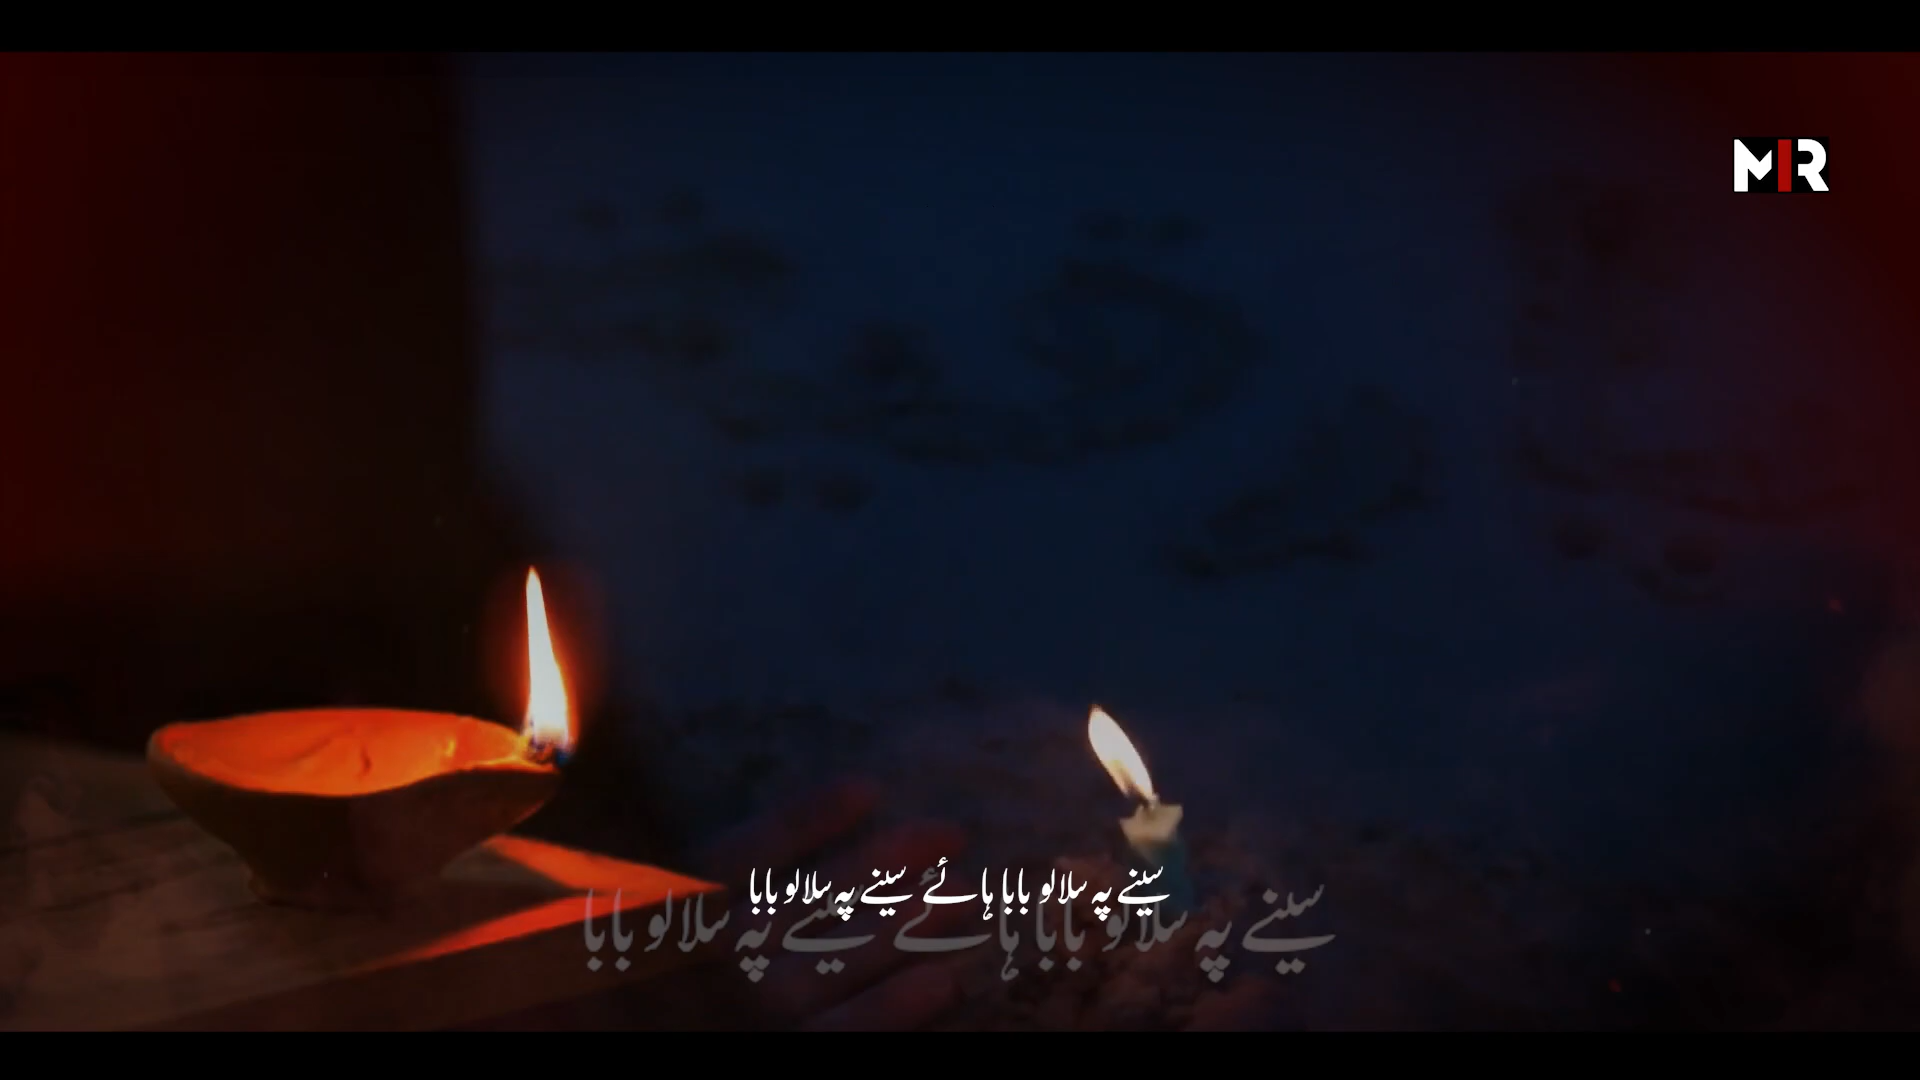 MIR
سینے پہ سلا لو بابا ہائے سینے پہ سلا لو بابا
سینے پہ سلا لو بابا ہائے سینے پہ سلا لو بابا